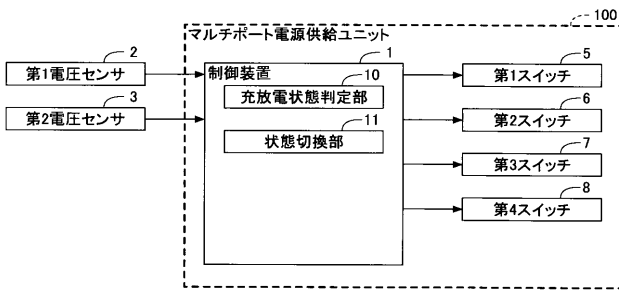 100
マルチポート電源供給ユニット
2
第1電圧センサ
3
第2電圧センサ
1
制御装置
10
充放電状態判定部
11
状態切換部
5
第1スイッチ
6
第2スイッチ
7
第3スイッチ
8
第4スイッチ